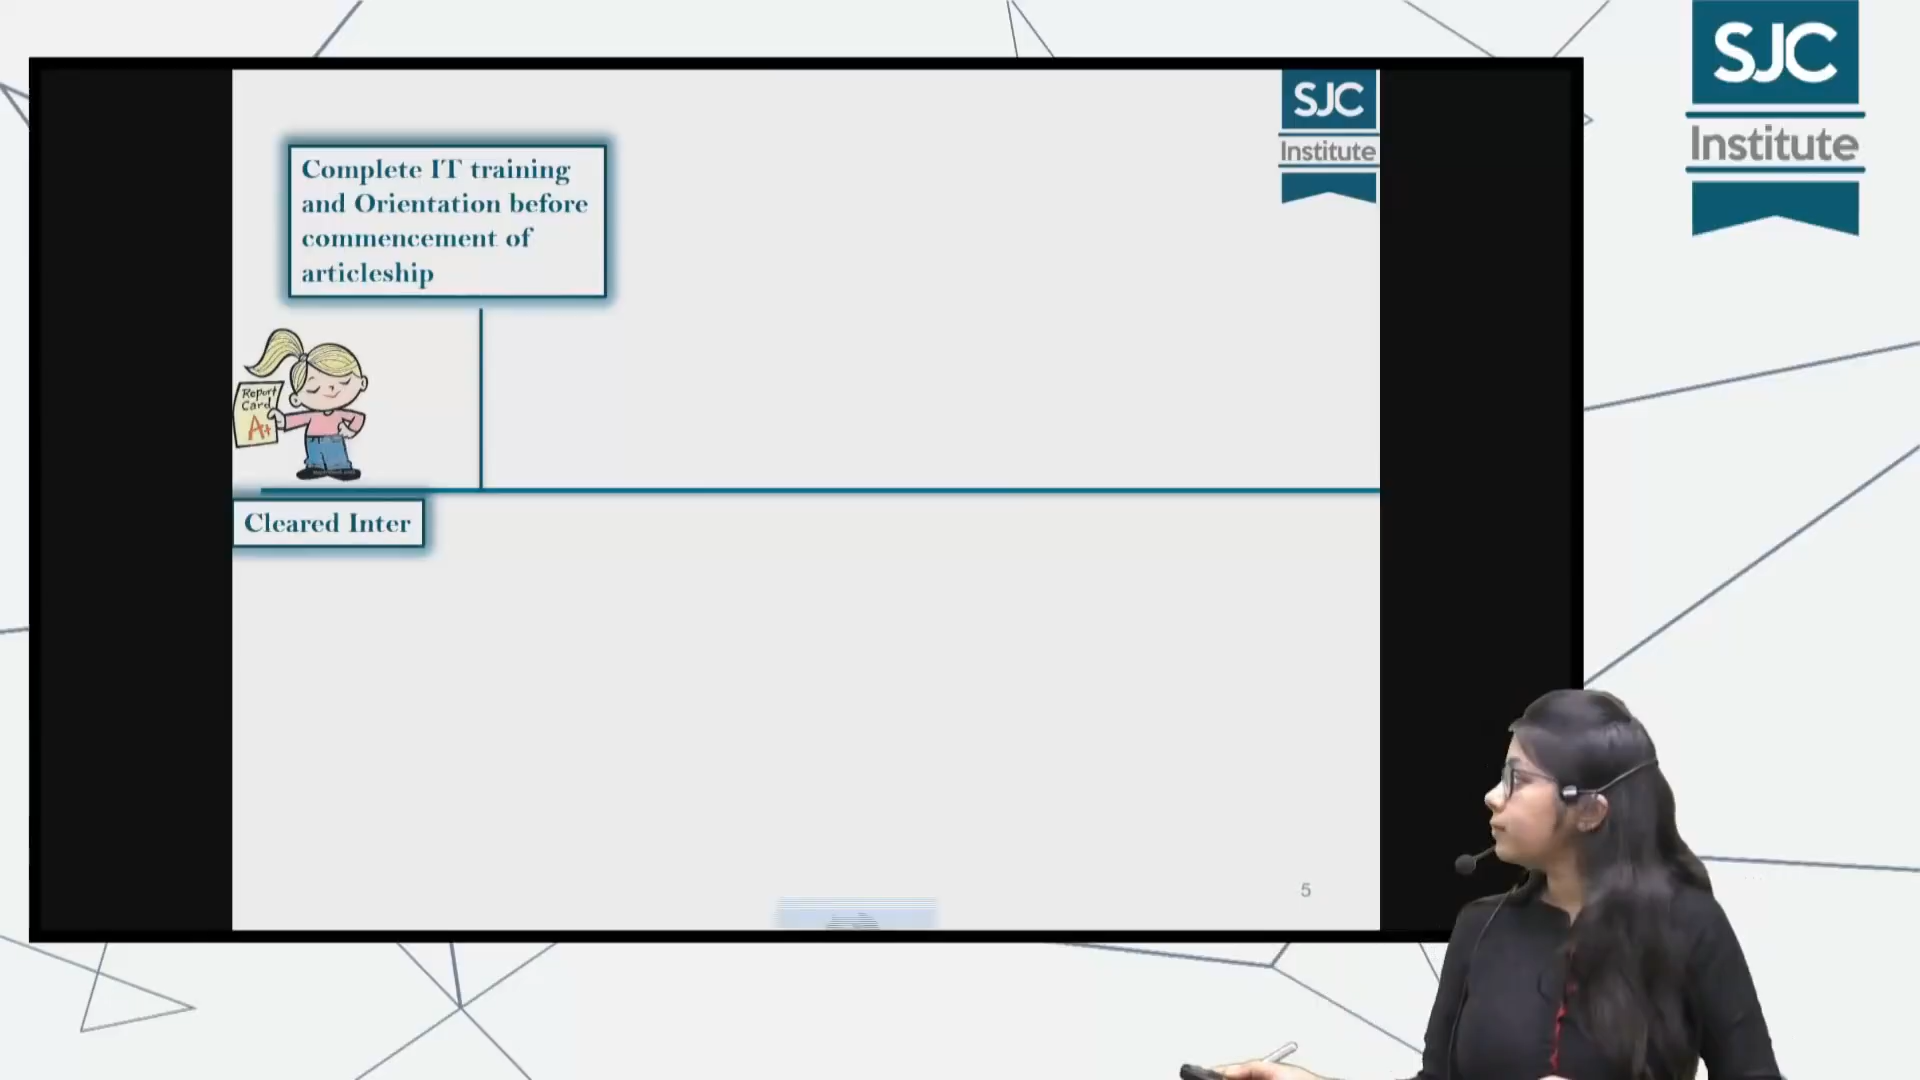 SJC
Institute
SJC
Institute
Complete IT training
and Orientation before
commencement of
articleship
Report
Card
A+
Cleared Inter
5